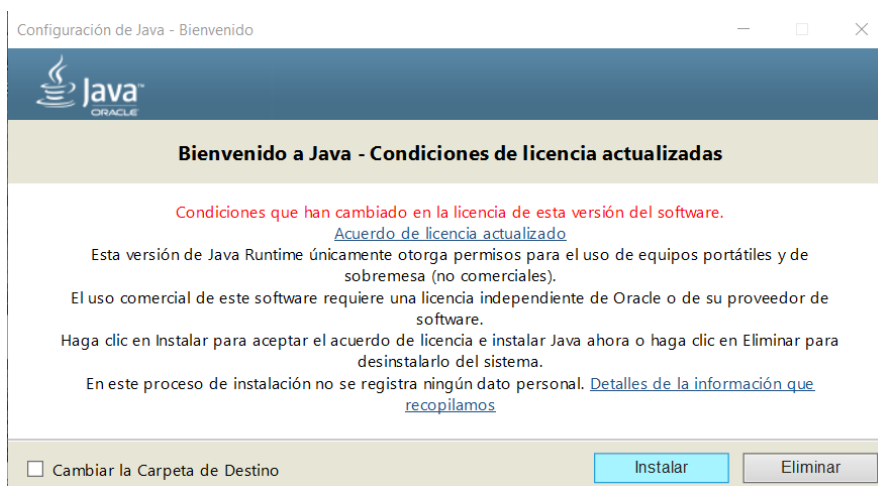 Configuración de Java - Bienvenido
Java™
ORACLE
Bienvenido a Java - Condiciones de licencia actualizadas
Condiciones que han cambiado en la licencia de esta versión del software.
Acuerdo de licencia actualizado
Esta versión de Java Runtime únicamente otorga permisos para el uso de equipos portátiles y de
sobremesa (no comerciales).
El uso comercial de este software requiere una licencia independiente de Oracle o de su proveedor de
software.
Haga clic en Instalar para aceptar el acuerdo de licencia e instalar Java ahora o haga clic en Eliminar para
desinstalarlo del sistema.
En este proceso de instalación no se registra ningún dato personal. Detalles de la información que
recopilamos
Cambiar la Carpeta de Destino
Instalar
Eliminar